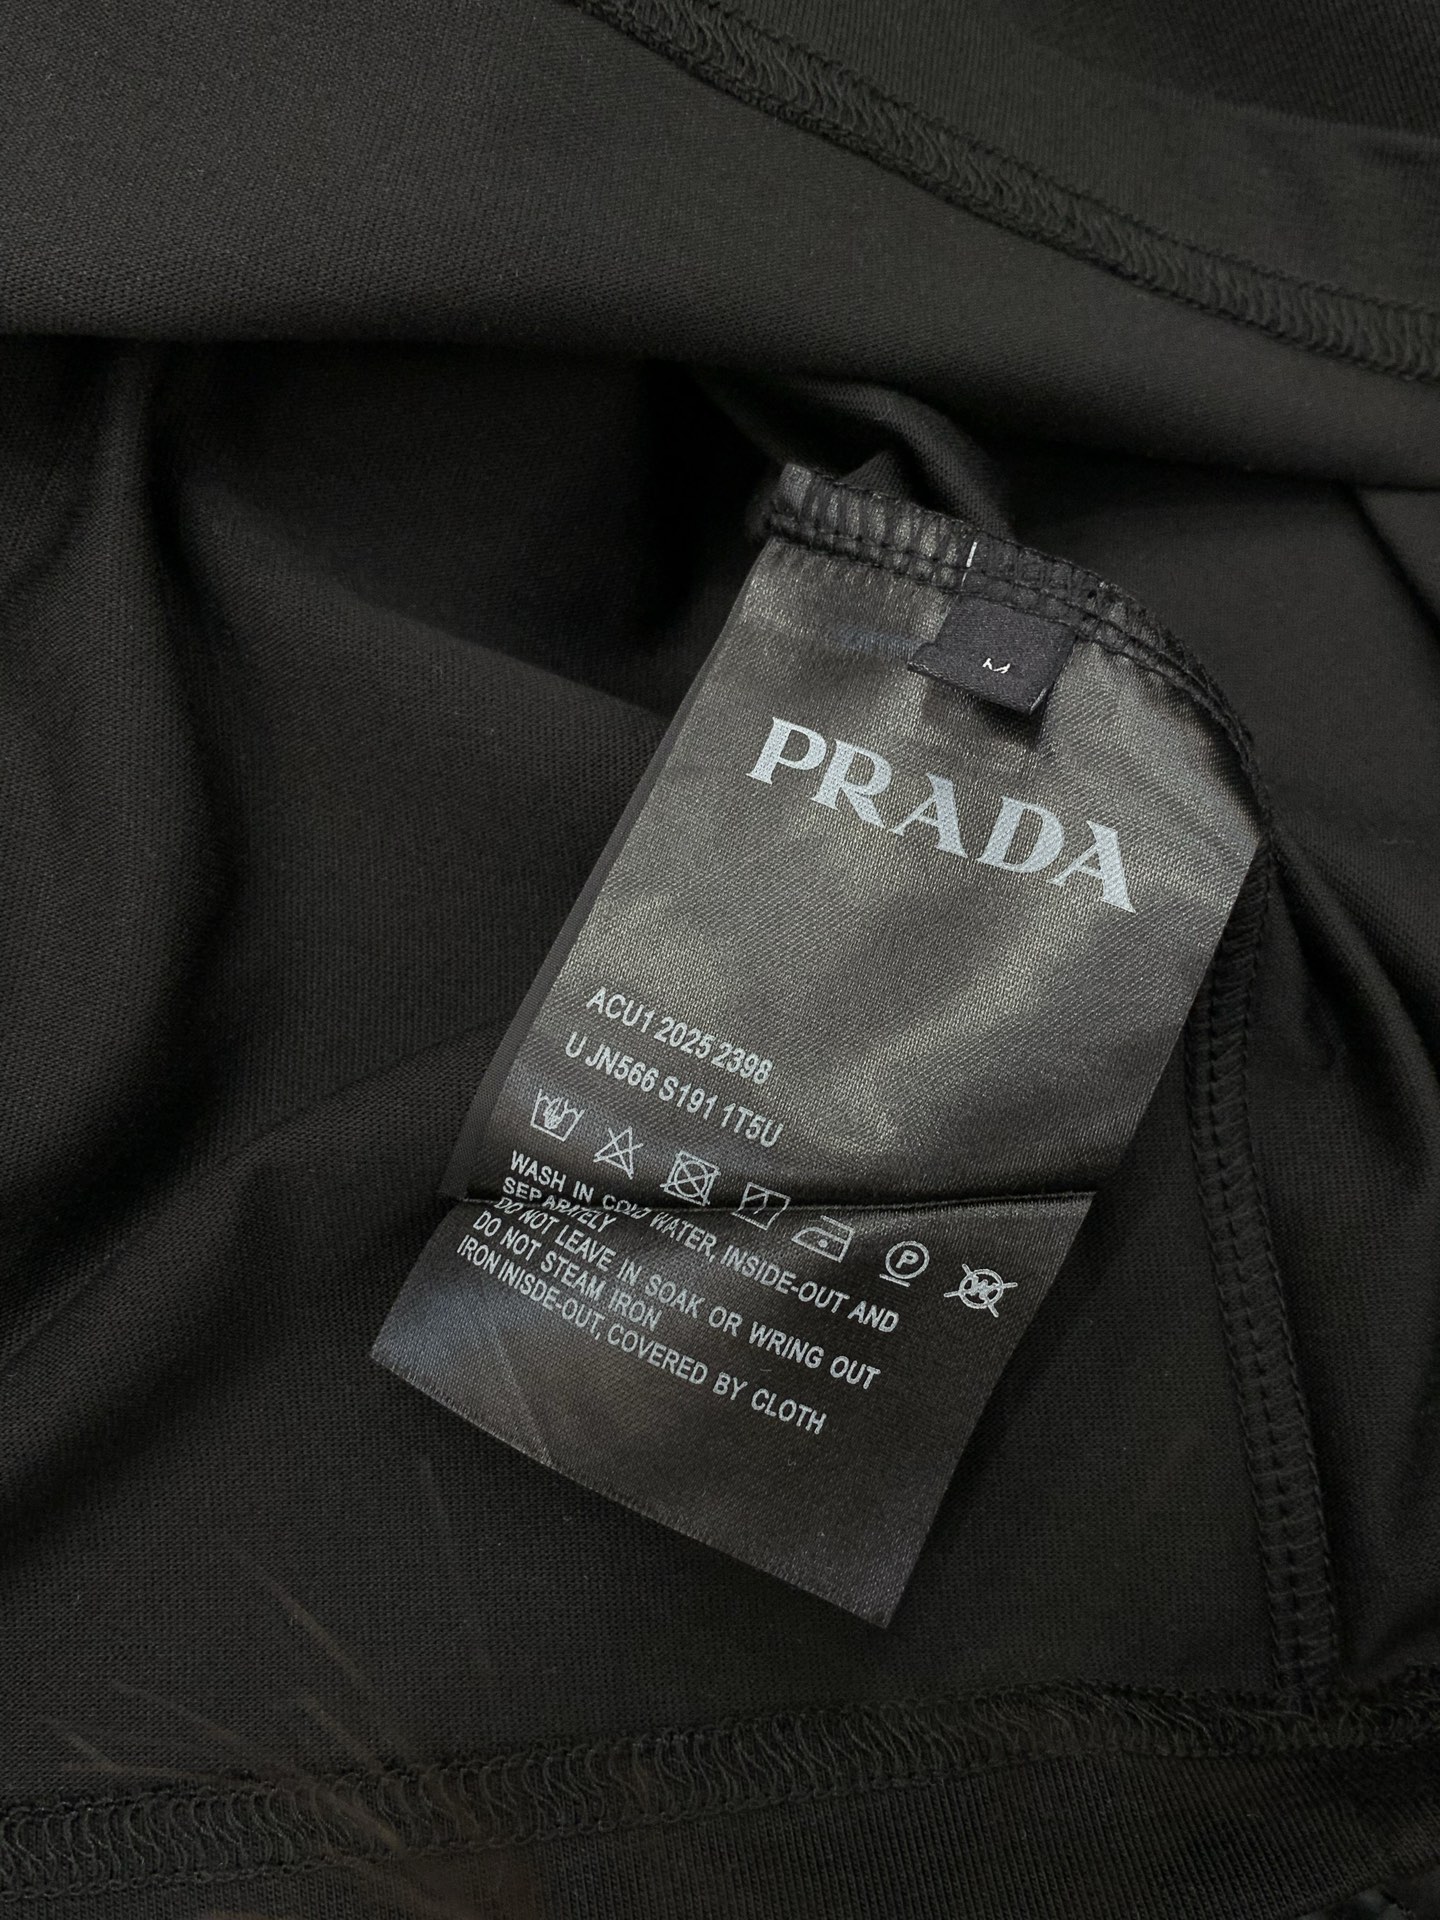 M
PRADA
ACU1 2025 2398
U JN566 S191 1T5U
P
W
WASH IN COLD WATER, INSIDE-OUT AND
SEPARATELY
DO NOT LEAVE IN SOAK OR WRING OUT
DO NOT STEAM IRON
IRON INISDE-OUT, COVERED BY CLOTH